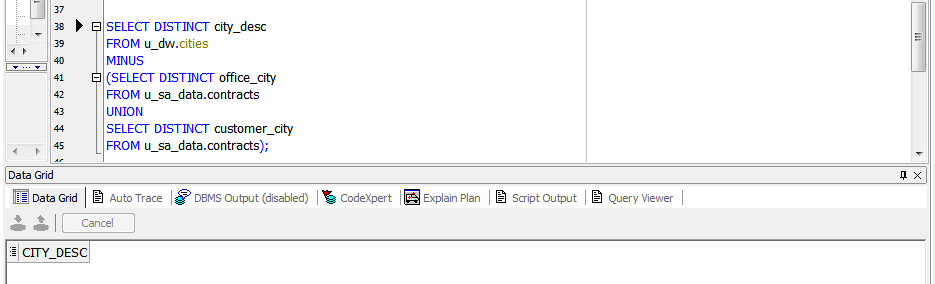 37
38 SELECT DISTINCT city_desc
39 FROM u_dw.cities
40 MINUS
41 (SELECT DISTINCT office_city
42 FROM u_sa_data.contracts
43 UNION
44 SELECT DISTINCT customer_city
45 FROM u_sa_data.contracts);
Data Grid
Data Grid Auto Trace DBMS Output (disabled) CodeXpert Explain Plan Script Output Query Viewer
Cancel
CITY_DESC